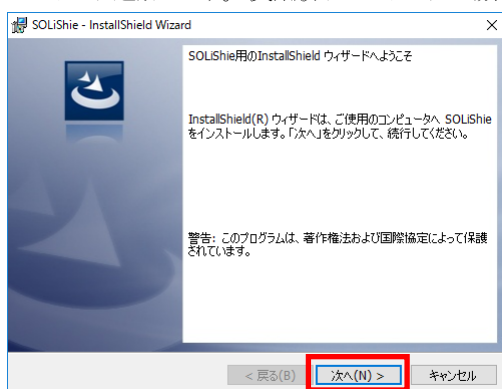 SOLiShie - InstallShield Wizard
SOLiShie用のInstallShield ウィザードへようこそ
InstallShield(R) ウィザードは、ご使用のコンピュータへ SOLiShie
をインストールします。「次へ」をクリックして、続行してください。
警告: このプログラムは、著作権法および国際協定によって保護
されています。
< 戻る(B)
次へ(N) >
キャンセル